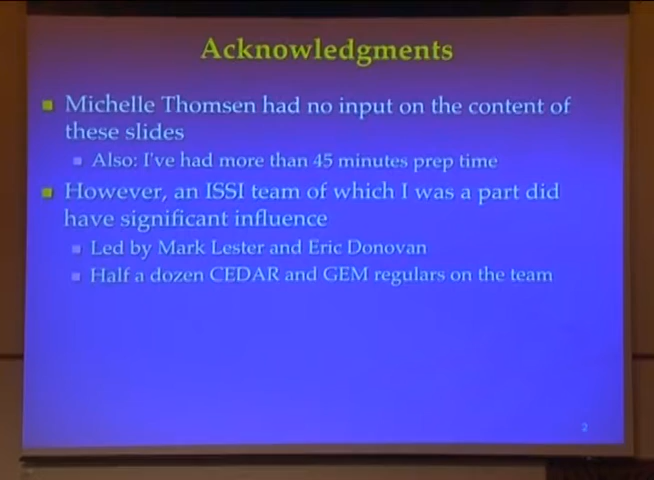 Acknowledgments
Michelle Thomsen had no input on the content of
these slides
Also: I've had more than 45 minutes prep time
However, an ISSI team of which I was a part did
have significant influence
Led by Mark Lester and Eric Donovan
Half a dozen CEDAR and GEM regulars on the team
2